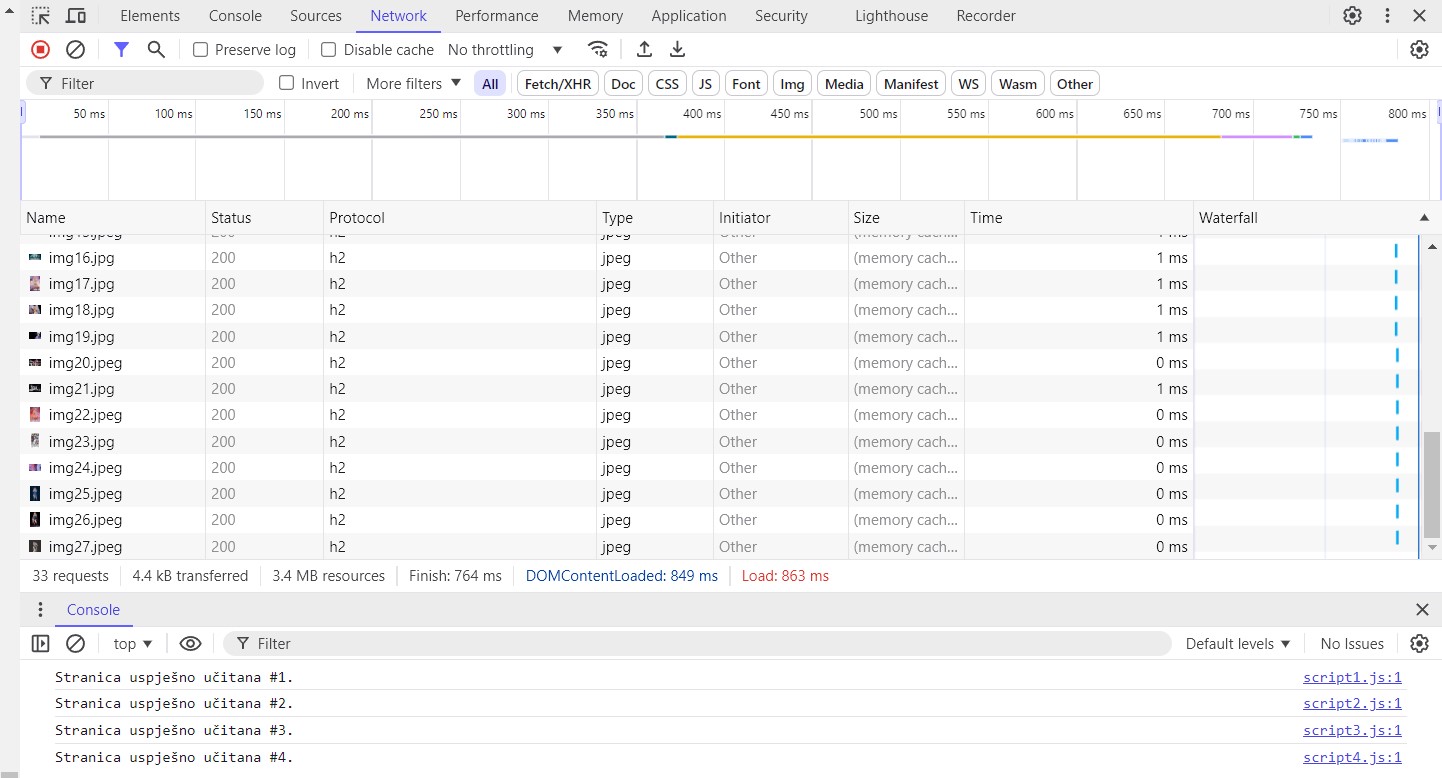 Elements Console Sources Network Performance Memory Application Security Lighthouse Recorder
Preserve log Disable cache No throttling
Filter Invert More filters All Fetch/XHR Doc CSS JS Font Img Media Manifest WS Wasm Other
50 ms 100 ms 150 ms 200 ms 250 ms 300 ms 350 ms 400 ms 450 ms 500 ms 550 ms 600 ms 650 ms 700 ms 750 ms 800 ms
Name Status Protocol Type Initiator Size Time Waterfall
img16.jpg 200 h2 jpeg Other (memory cach... 1 ms
img17.jpg 200 h2 jpeg Other (memory cach... 1 ms
img18.jpg 200 h2 jpeg Other (memory cach... 1 ms
img19.jpg 200 h2 jpeg Other (memory cach... 1 ms
img20.jpeg 200 h2 jpeg Other (memory cach... 0 ms
img21.jpg 200 h2 jpeg Other (memory cach... 1 ms
img22.jpeg 200 h2 jpeg Other (memory cach... 0 ms
img23.jpg 200 h2 jpeg Other (memory cach... 0 ms
img24.jpeg 200 h2 jpeg Other (memory cach... 0 ms
img25.jpeg 200 h2 jpeg Other (memory cach... 0 ms
img26.jpeg 200 h2 jpeg Other (memory cach... 0 ms
img27.jpeg 200 h2 jpeg Other (memory cach... 0 ms
33 requests 4.4 kB transferred 3.4 MB resources Finish: 764 ms DOMContentLoaded: 849 ms Load: 863 ms
Console
top Filter Default levels No Issues
Stranica uspješno učitana #1. script1.js:1
Stranica uspješno učitana #2. script2.js:1
Stranica uspješno učitana #3. script3.js:1
Stranica uspješno učitana #4. script4.js:1